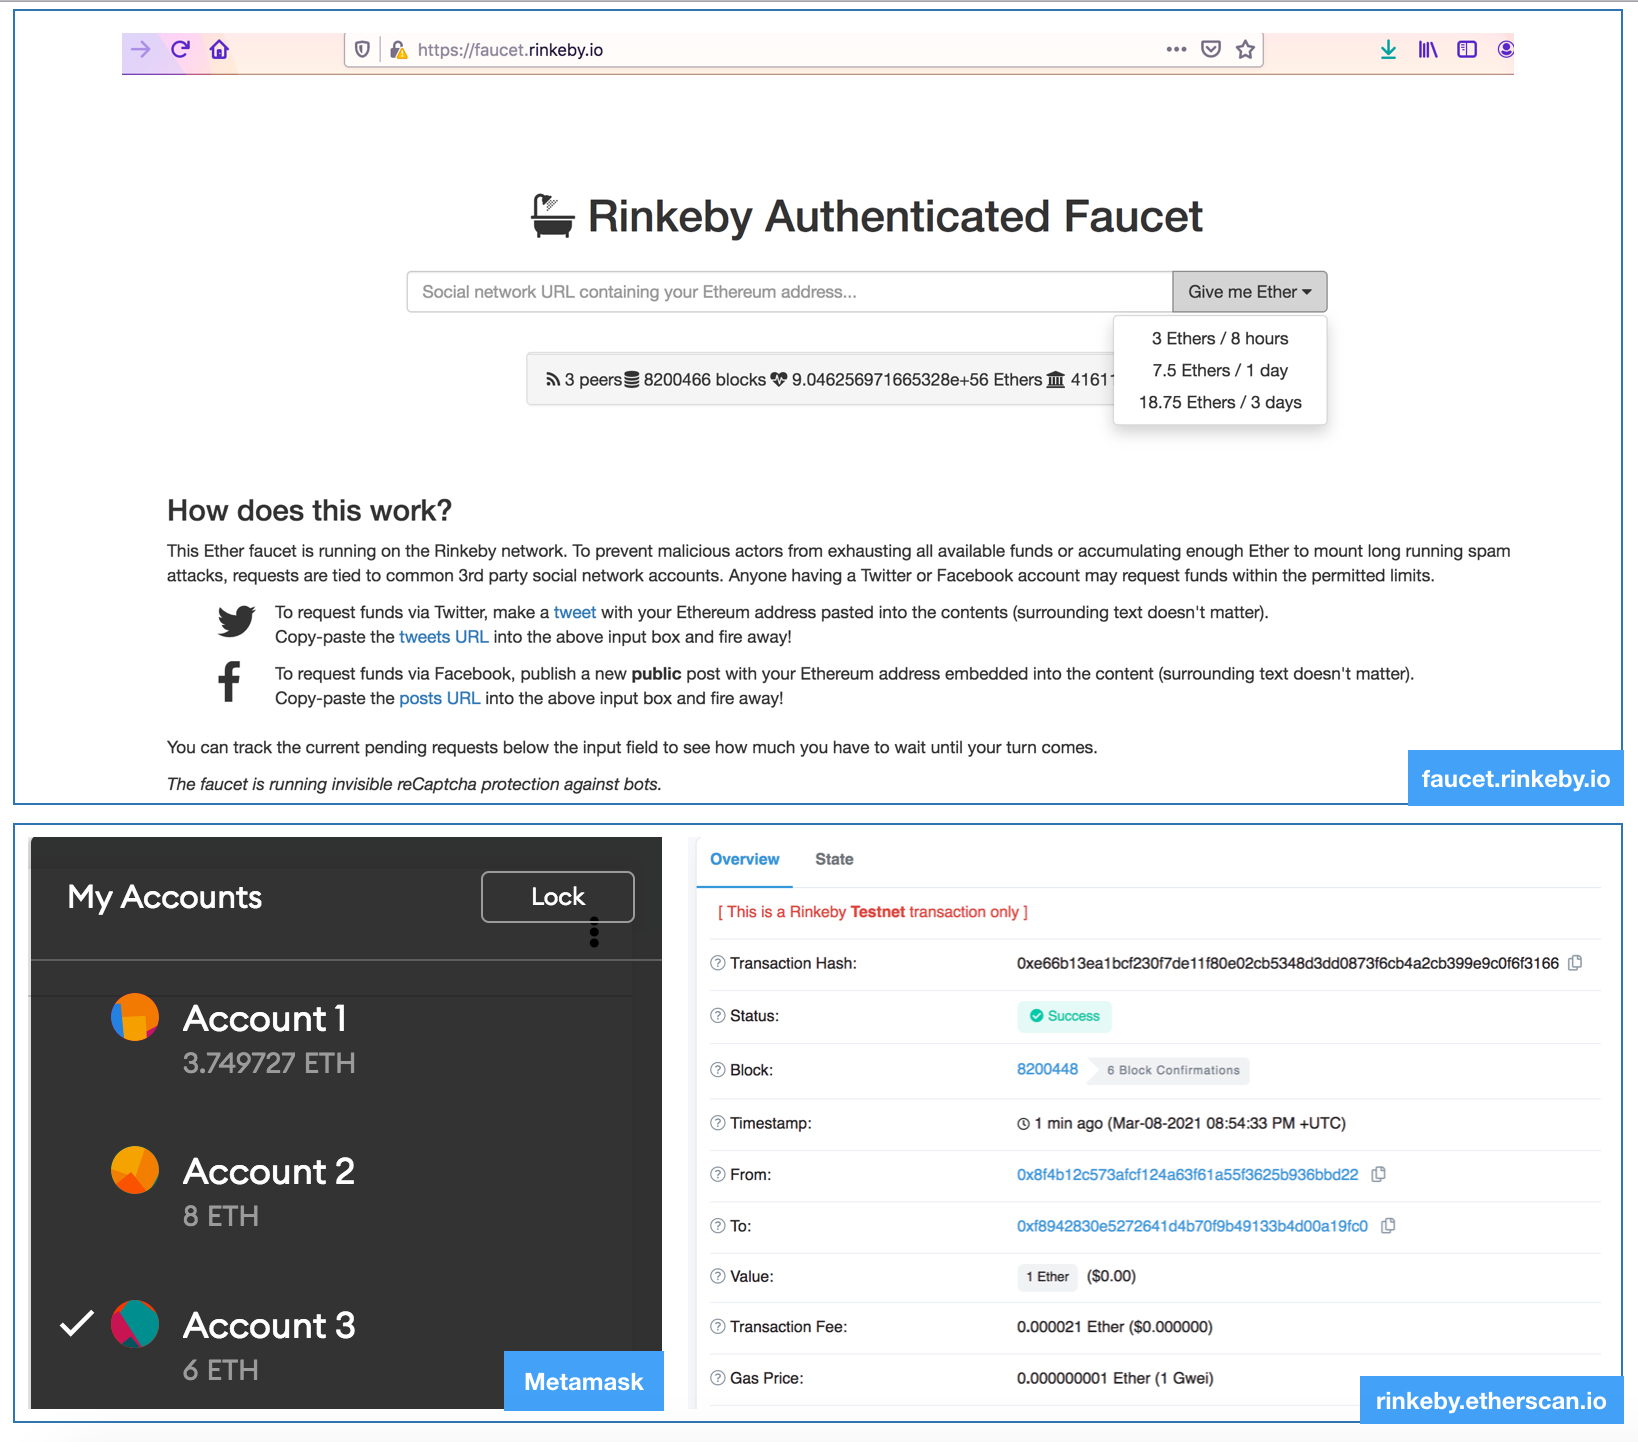 https://faucet.rinkeby.io
Rinkeby Authenticated Faucet
Social network URL containing your Ethereum address...
Give me Ether
3 Ethers / 8 hours
7.5 Ethers / 1 day
18.75 Ethers / 3 days
3 peers 8200466 blocks 9.046256971665328e+56 Ethers
How does this work?
This Ether faucet is running on the Rinkeby network. To prevent malicious actors from exhausting all available funds or accumulating enough Ether to mount long running spam
attacks, requests are tied to common 3rd party social network accounts. Anyone having a Twitter or Facebook account may request funds within the permitted limits.
To request funds via Twitter, make a tweet with your Ethereum address pasted into the contents (surrounding text doesn't matter).
Copy-paste the tweets URL into the above input box and fire away!
To request funds via Facebook, publish a new public post with your Ethereum address embedded into the content (surrounding text doesn't matter).
Copy-paste the posts URL into the above input box and fire away!
You can track the current pending requests below the input field to see how much you have to wait until your turn comes.
The faucet is running invisible reCaptcha protection against bots.
faucet.rinkeby.io
My Accounts
Lock
Account 1
3.749727 ETH
Account 2
8 ETH
Account 3
6 ETH
Metamask
Overview State
[ This is a Rinkeby Testnet transaction only ]
Transaction Hash: 0xe66b13ea1bcf230f7de11f80e02cb5348d3dd0873f6cb4a2cb399e9c0f6f3166
Status: Success
Block: 8200448 6 Block Confirmations
Timestamp: 1 min ago (Mar-08-2021 08:54:33 PM +UTC)
From: 0x8f4b12c573afcf124a63f61a55f3625b936bbd22
To: 0xf8942830e5272641d4b70f9b49133b4d00a19fc0
Value: 1 Ether ($0.00)
Transaction Fee: 0.000021 Ether ($0.000000)
Gas Price: 0.000000001 Ether (1 Gwei)
rinkeby.etherscan.io